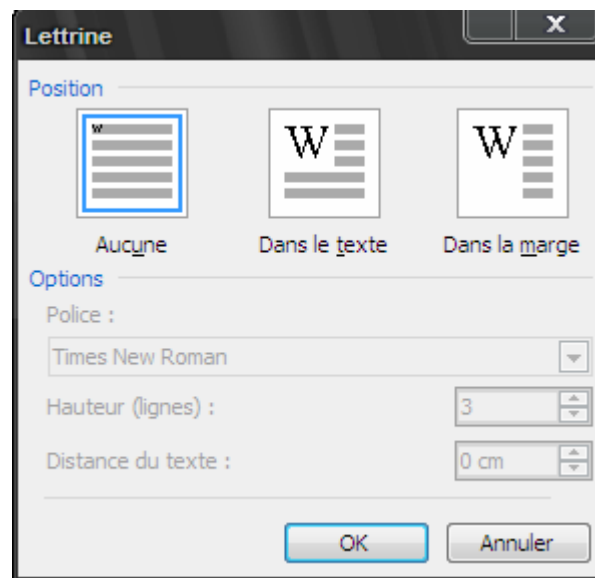 Lettrine
Position
W W W
Aucune Dans le texte Dans la marge
Options
Police :
Times New Roman
Hauteur (lignes) : 3
Distance du texte : 0 cm
OK Annuler